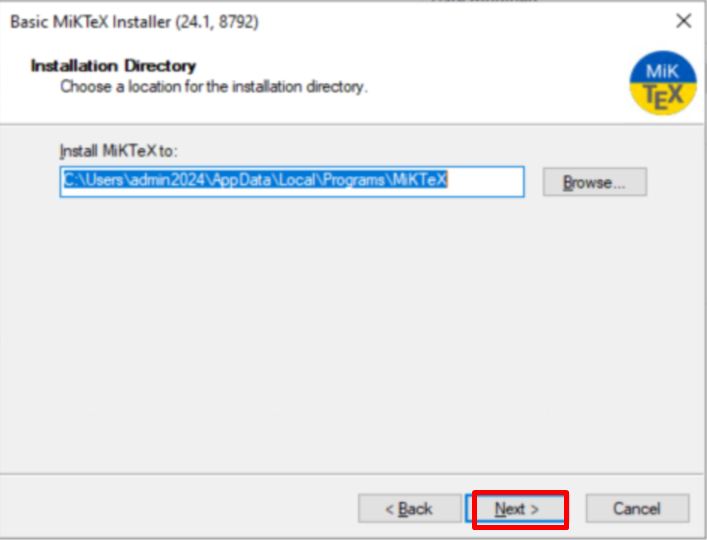 Basic MiKTeX Installer (24.1, 8792)
Installation Directory
Choose a location for the installation directory.
MiK
TEX
Install MiKTeX to:
C:\Users\admin2024\AppData\Local\Programs\MiKTeX
Browse...
< Back
Next >
Cancel